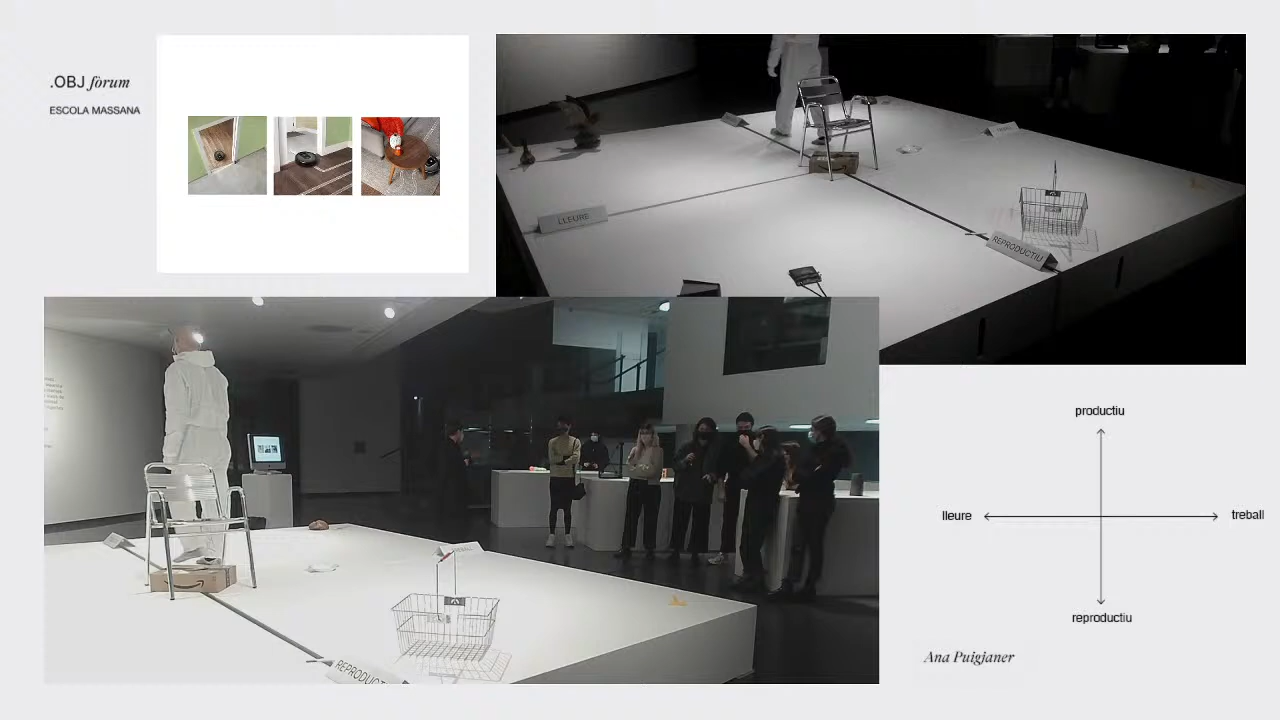 .OBJ fòrum
ESCOLA MASSANA
LLEURE
REPRODUCTIU
productiu
lleure
treball
reproductiu
Ana Puigjaner